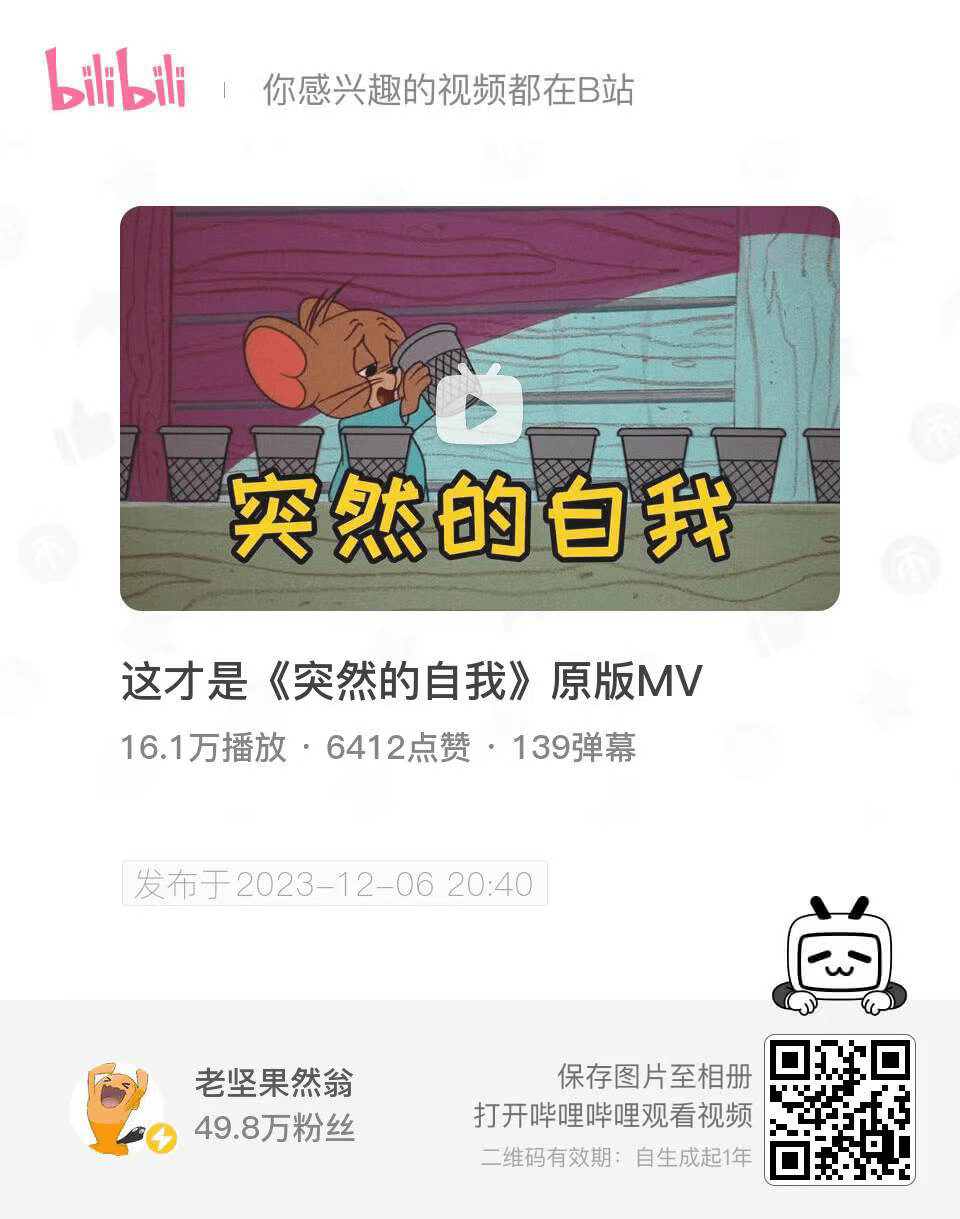 bilibili 你感兴趣的视频都在B站
突然的自我
这才是《突然的自我》原版MV
16.1万播放 · 6412点赞 · 139弹幕
发布于2023-12-06 20:40
老坚果然翁
49.8万粉丝
保存图片至相册
打开哔哩哔哩观看视频
二维码有效期：自生成起1年